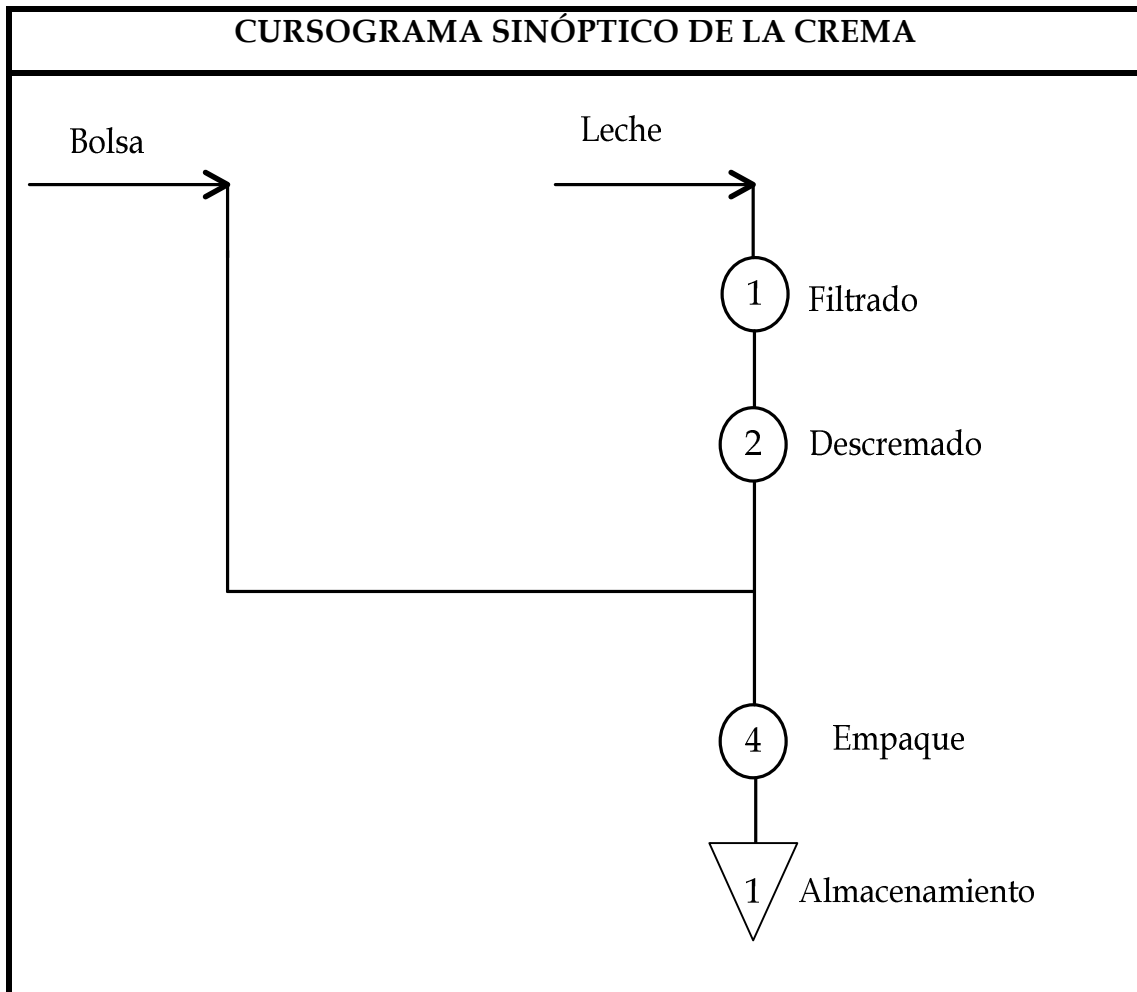 CURSOGRAMA SINÓPTICO DE LA CREMA
Bolsa
Leche
1 Filtrado
2 Descremado
4 Empaque
1 Almacenamiento